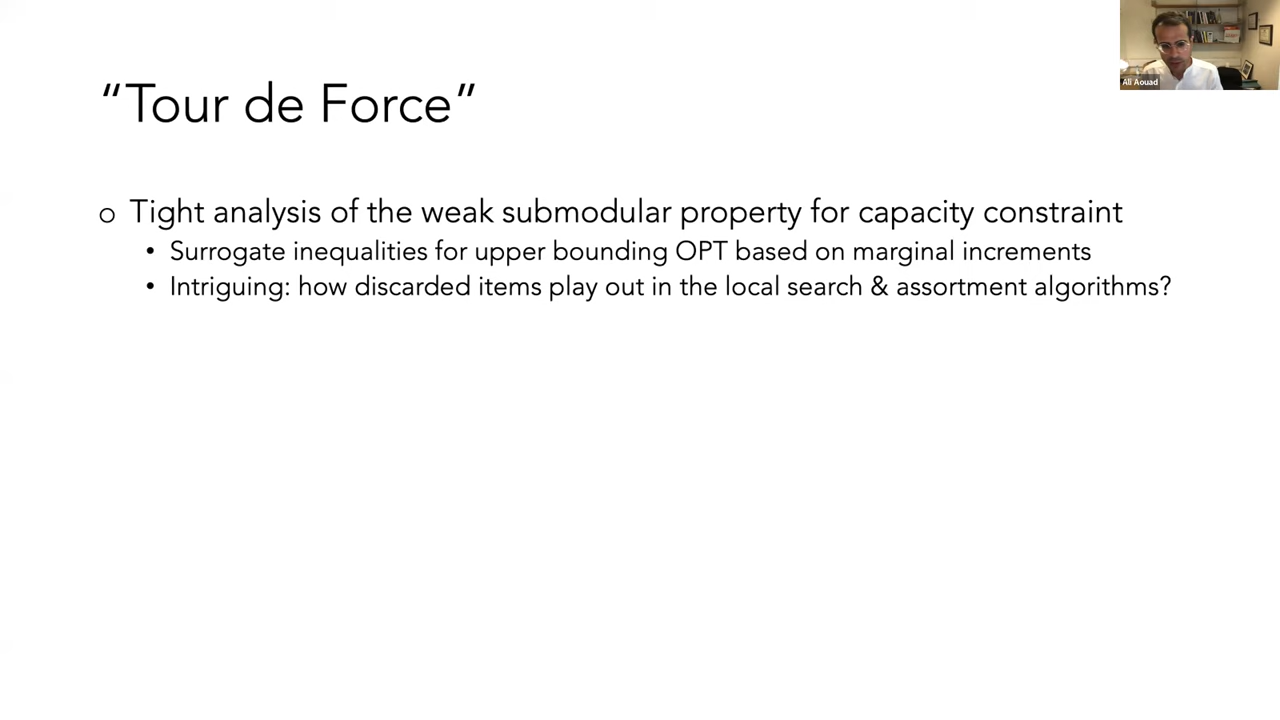 Ali Aouad
“Tour de Force”
o Tight analysis of the weak submodular property for capacity constraint
• Surrogate inequalities for upper bounding OPT based on marginal increments
• Intriguing: how discarded items play out in the local search & assortment algorithms?